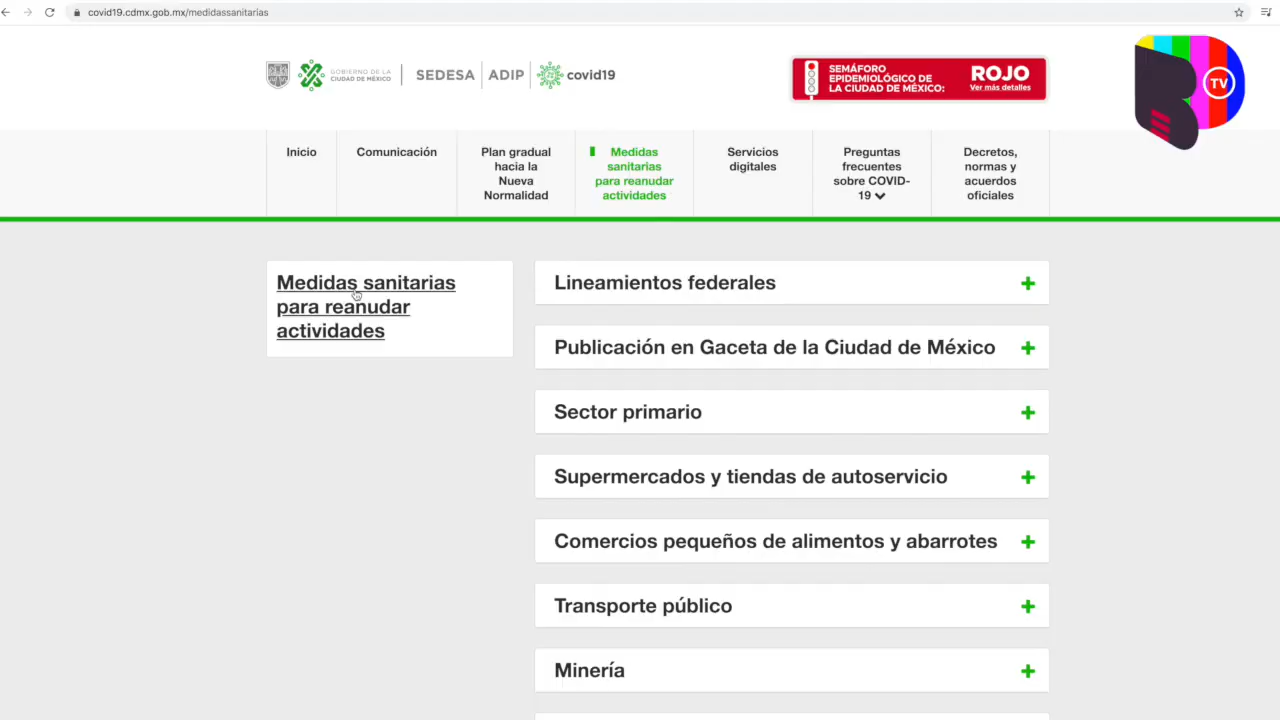 covid19.cdmx.gob.mx/medidassanitarias
GOBIERNO DE LA
CIUDAD DE MÉXICO
SEDESA
ADIP
covid19
SEMÁFORO
EPIDEMIOLÓGICO DE
LA CIUDAD DE MÉXICO:
ROJO
Ver más detalles
TV
Inicio
Comunicación
Plan gradual
hacia la
Nueva
Normalidad
Medidas
sanitarias
para reanudar
actividades
Servicios
digitales
Preguntas
frecuentes
sobre COVID-
19
Decretos,
normas y
acuerdos
oficiales
Medidas sanitarias
para reanudar
actividades
Lineamientos federales
Publicación en Gaceta de la Ciudad de México
Sector primario
Supermercados y tiendas de autoservicio
Comercios pequeños de alimentos y abarrotes
Transporte público
Minería